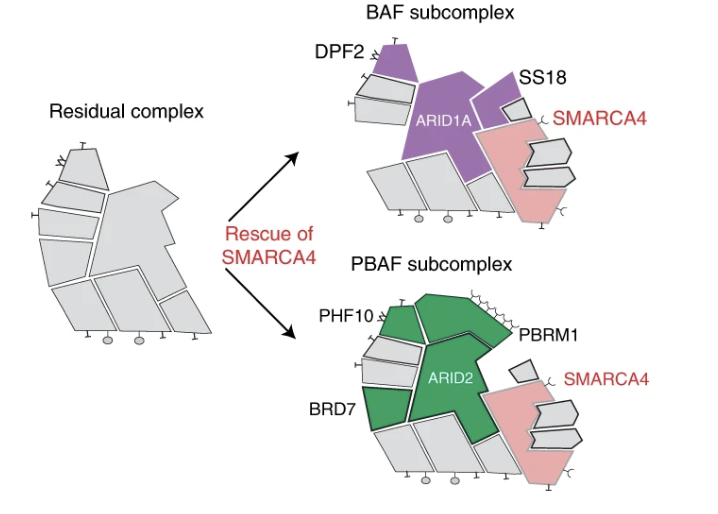 BAF subcomplex
DPF2
SS18
ARID1A
SMARCA4
Residual complex
Rescue of
SMARCA4
PBAF subcomplex
PHF10
PBRM1
ARID2
SMARCA4
BRD7